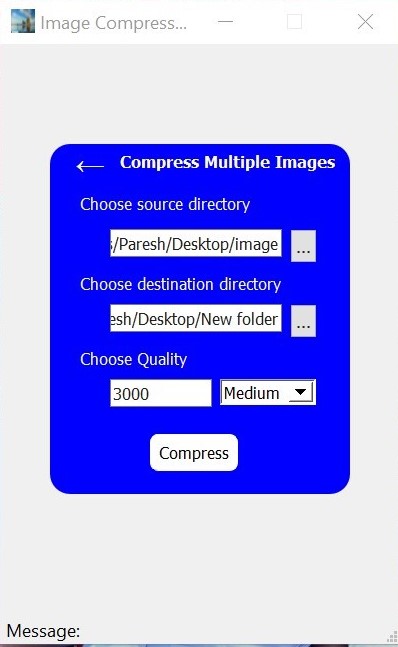 Image Compress...
Compress Multiple Images
Choose source directory
s/Paresh/Desktop/image
...
Choose destination directory
esh/Desktop/New folder
...
Choose Quality
3000
Medium
Compress
Message: